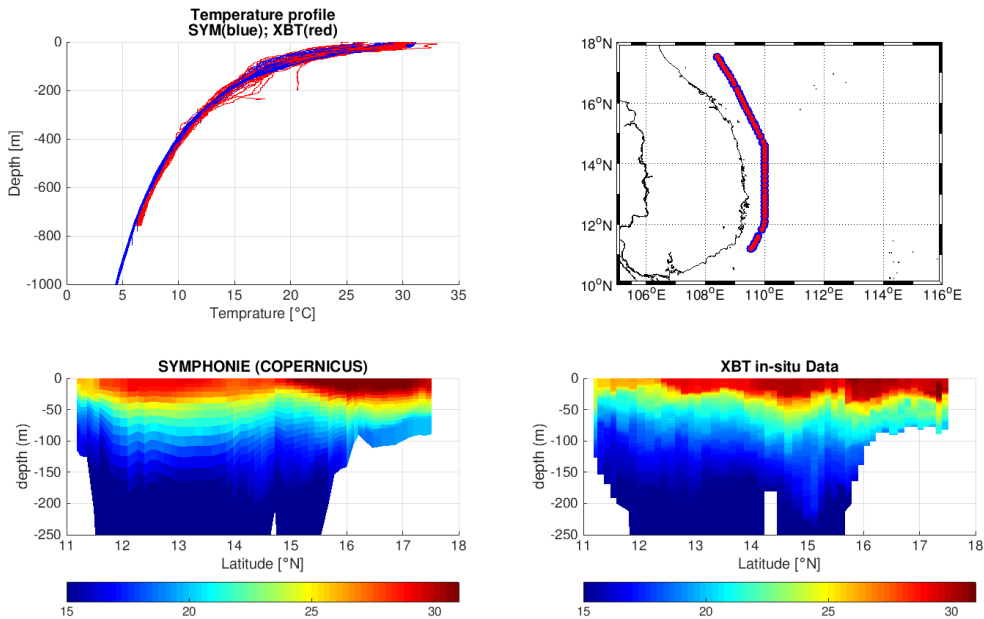 Temperature profile
SYM(blue); XBT(red)
0
-200
-400
-600
-800
-1000
Depth [m]
0 5 10 15 20 25 30 35
Temprature [°C]
18°N
16°N
14°N
12°N
10°N
106°E 108°E 110°E 112°E 114°E 116°E
SYMPHONIE (COPERNICUS)
0
-50
-100
-150
-200
-250
depth (m)
11 12 13 14 15 16 17 18
Latitude [°N]
15 20 25 30
XBT in-situ Data
0
-50
-100
-150
-200
-250
depth (m)
11 12 13 14 15 16 17 18
Latitude [°N]
15 20 25 30